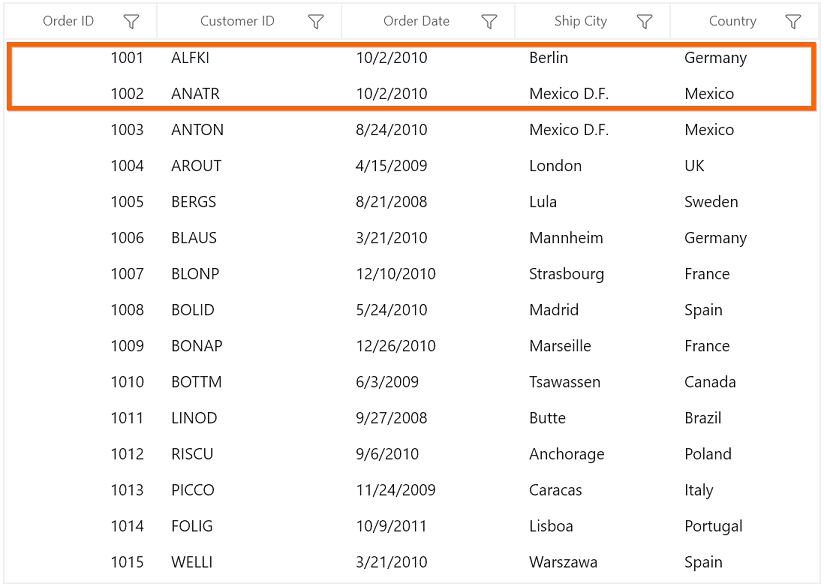 Order ID Customer ID Order Date Ship City Country
1001 ALFKI 10/2/2010 Berlin Germany
1002 ANATR 10/2/2010 Mexico D.F. Mexico
1003 ANTON 8/24/2010 Mexico D.F. Mexico
1004 AROUT 4/15/2009 London UK
1005 BERGS 8/21/2008 Lula Sweden
1006 BLAUS 3/21/2010 Mannheim Germany
1007 BLONP 12/10/2010 Strasbourg France
1008 BOLID 5/24/2010 Madrid Spain
1009 BONAP 12/26/2010 Marseille France
1010 BOTTM 6/3/2009 Tsawassen Canada
1011 LINOD 9/27/2008 Butte Brazil
1012 RISCU 9/6/2010 Anchorage Poland
1013 PICCO 11/24/2009 Caracas Italy
1014 FOLIG 10/9/2011 Lisboa Portugal
1015 WELLI 3/21/2010 Warszawa Spain